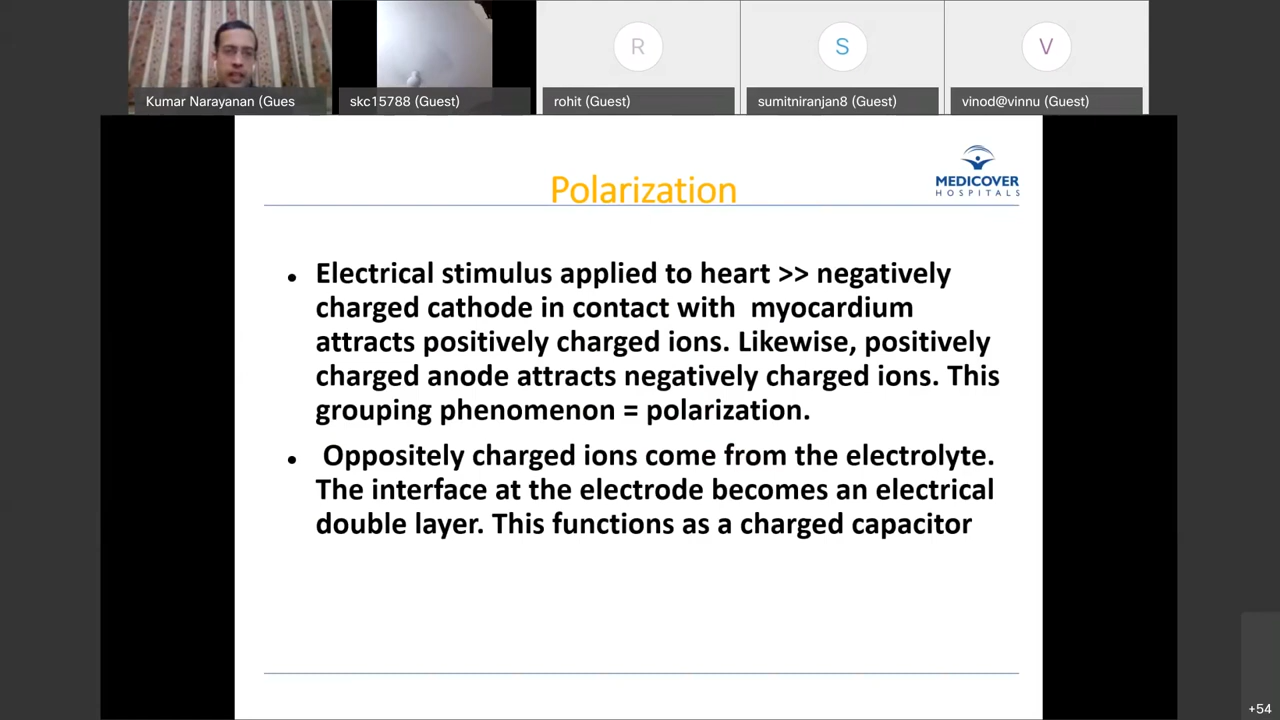 R
S
V
Kumar Narayanan (Gues
skc15788 (Guest)
rohit (Guest)
sumitniranjan8 (Guest)
vinod@vinnu (Guest)
Polarization
MEDICOVER
HOSPITALS
• Electrical stimulus applied to heart >> negatively
charged cathode in contact with myocardium
attracts positively charged ions. Likewise, positively
charged anode attracts negatively charged ions. This
grouping phenomenon = polarization.
• Oppositely charged ions come from the electrolyte.
The interface at the electrode becomes an electrical
double layer. This functions as a charged capacitor
+54